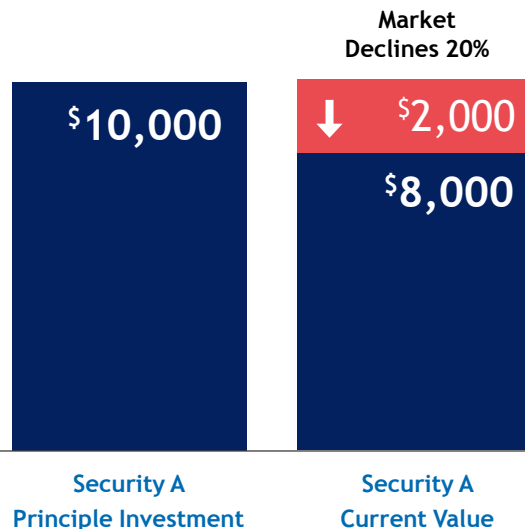 Market
Declines 20%
$10,000
$2,000
$8,000
Security A
Principle Investment
Security A
Current Value